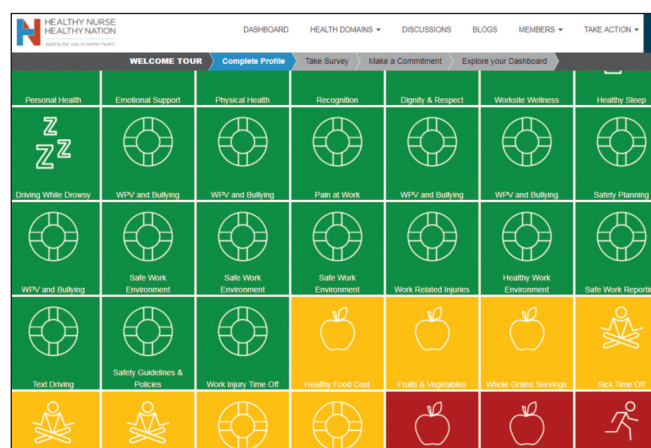 HEALTHY NURSE
HEALTHY NATION
leading the way to better health
DASHBOARD HEALTH DOMAINS DISCUSSIONS BLOGS MEMBERS TAKE ACTION
WELCOME TOUR Complete Profile Take Survey Make a Commitment Explore your Dashboard
Personal Health Emotional Support Physical Health Recognition Dignity & Respect Worksite Wellness Healthy Sleep
Z
Z Z
Driving While Drowsy WPV and Bullying WPV and Bullying Pain at Work WPV and Bullying WPV and Bullying Safety Planning
WPV and Bullying Safe Work Environment Safe Work Environment Safe Work Environment Work Related Injuries Healthy Work Environment Safe Work Reportin
Text Driving Safety Guidelines & Policies Work Injury Time Off Healthy Food Cost Fruits & Vegetables Whole Grains Servings Sick Time Off